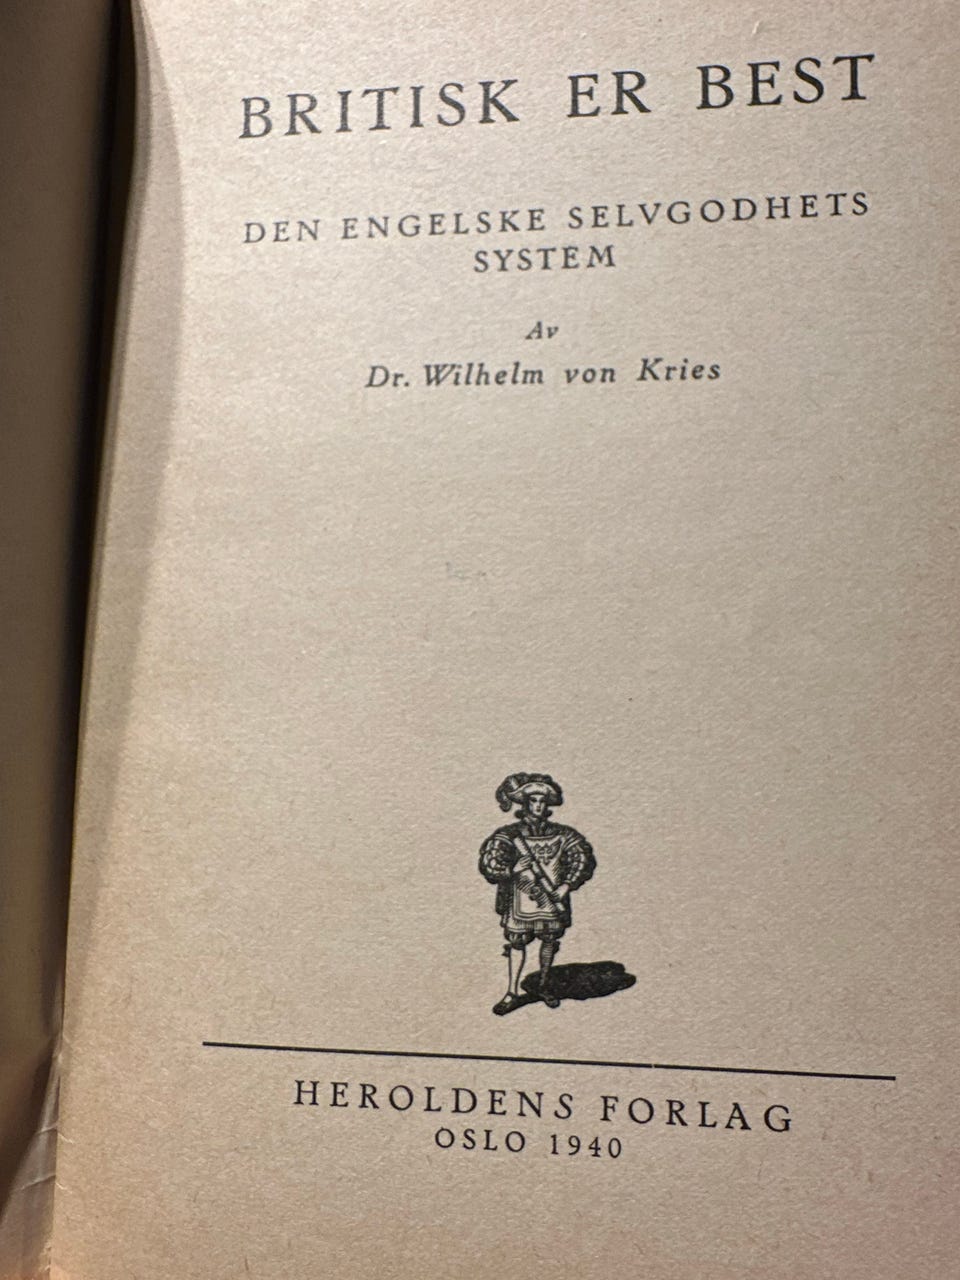 BRITISK ER BEST
DEN ENGELSKE SELVGODHETS
SYSTEM
Av
Dr. Wilhelm von Kries
HEROLDENS FORLAG
OSLO 1940